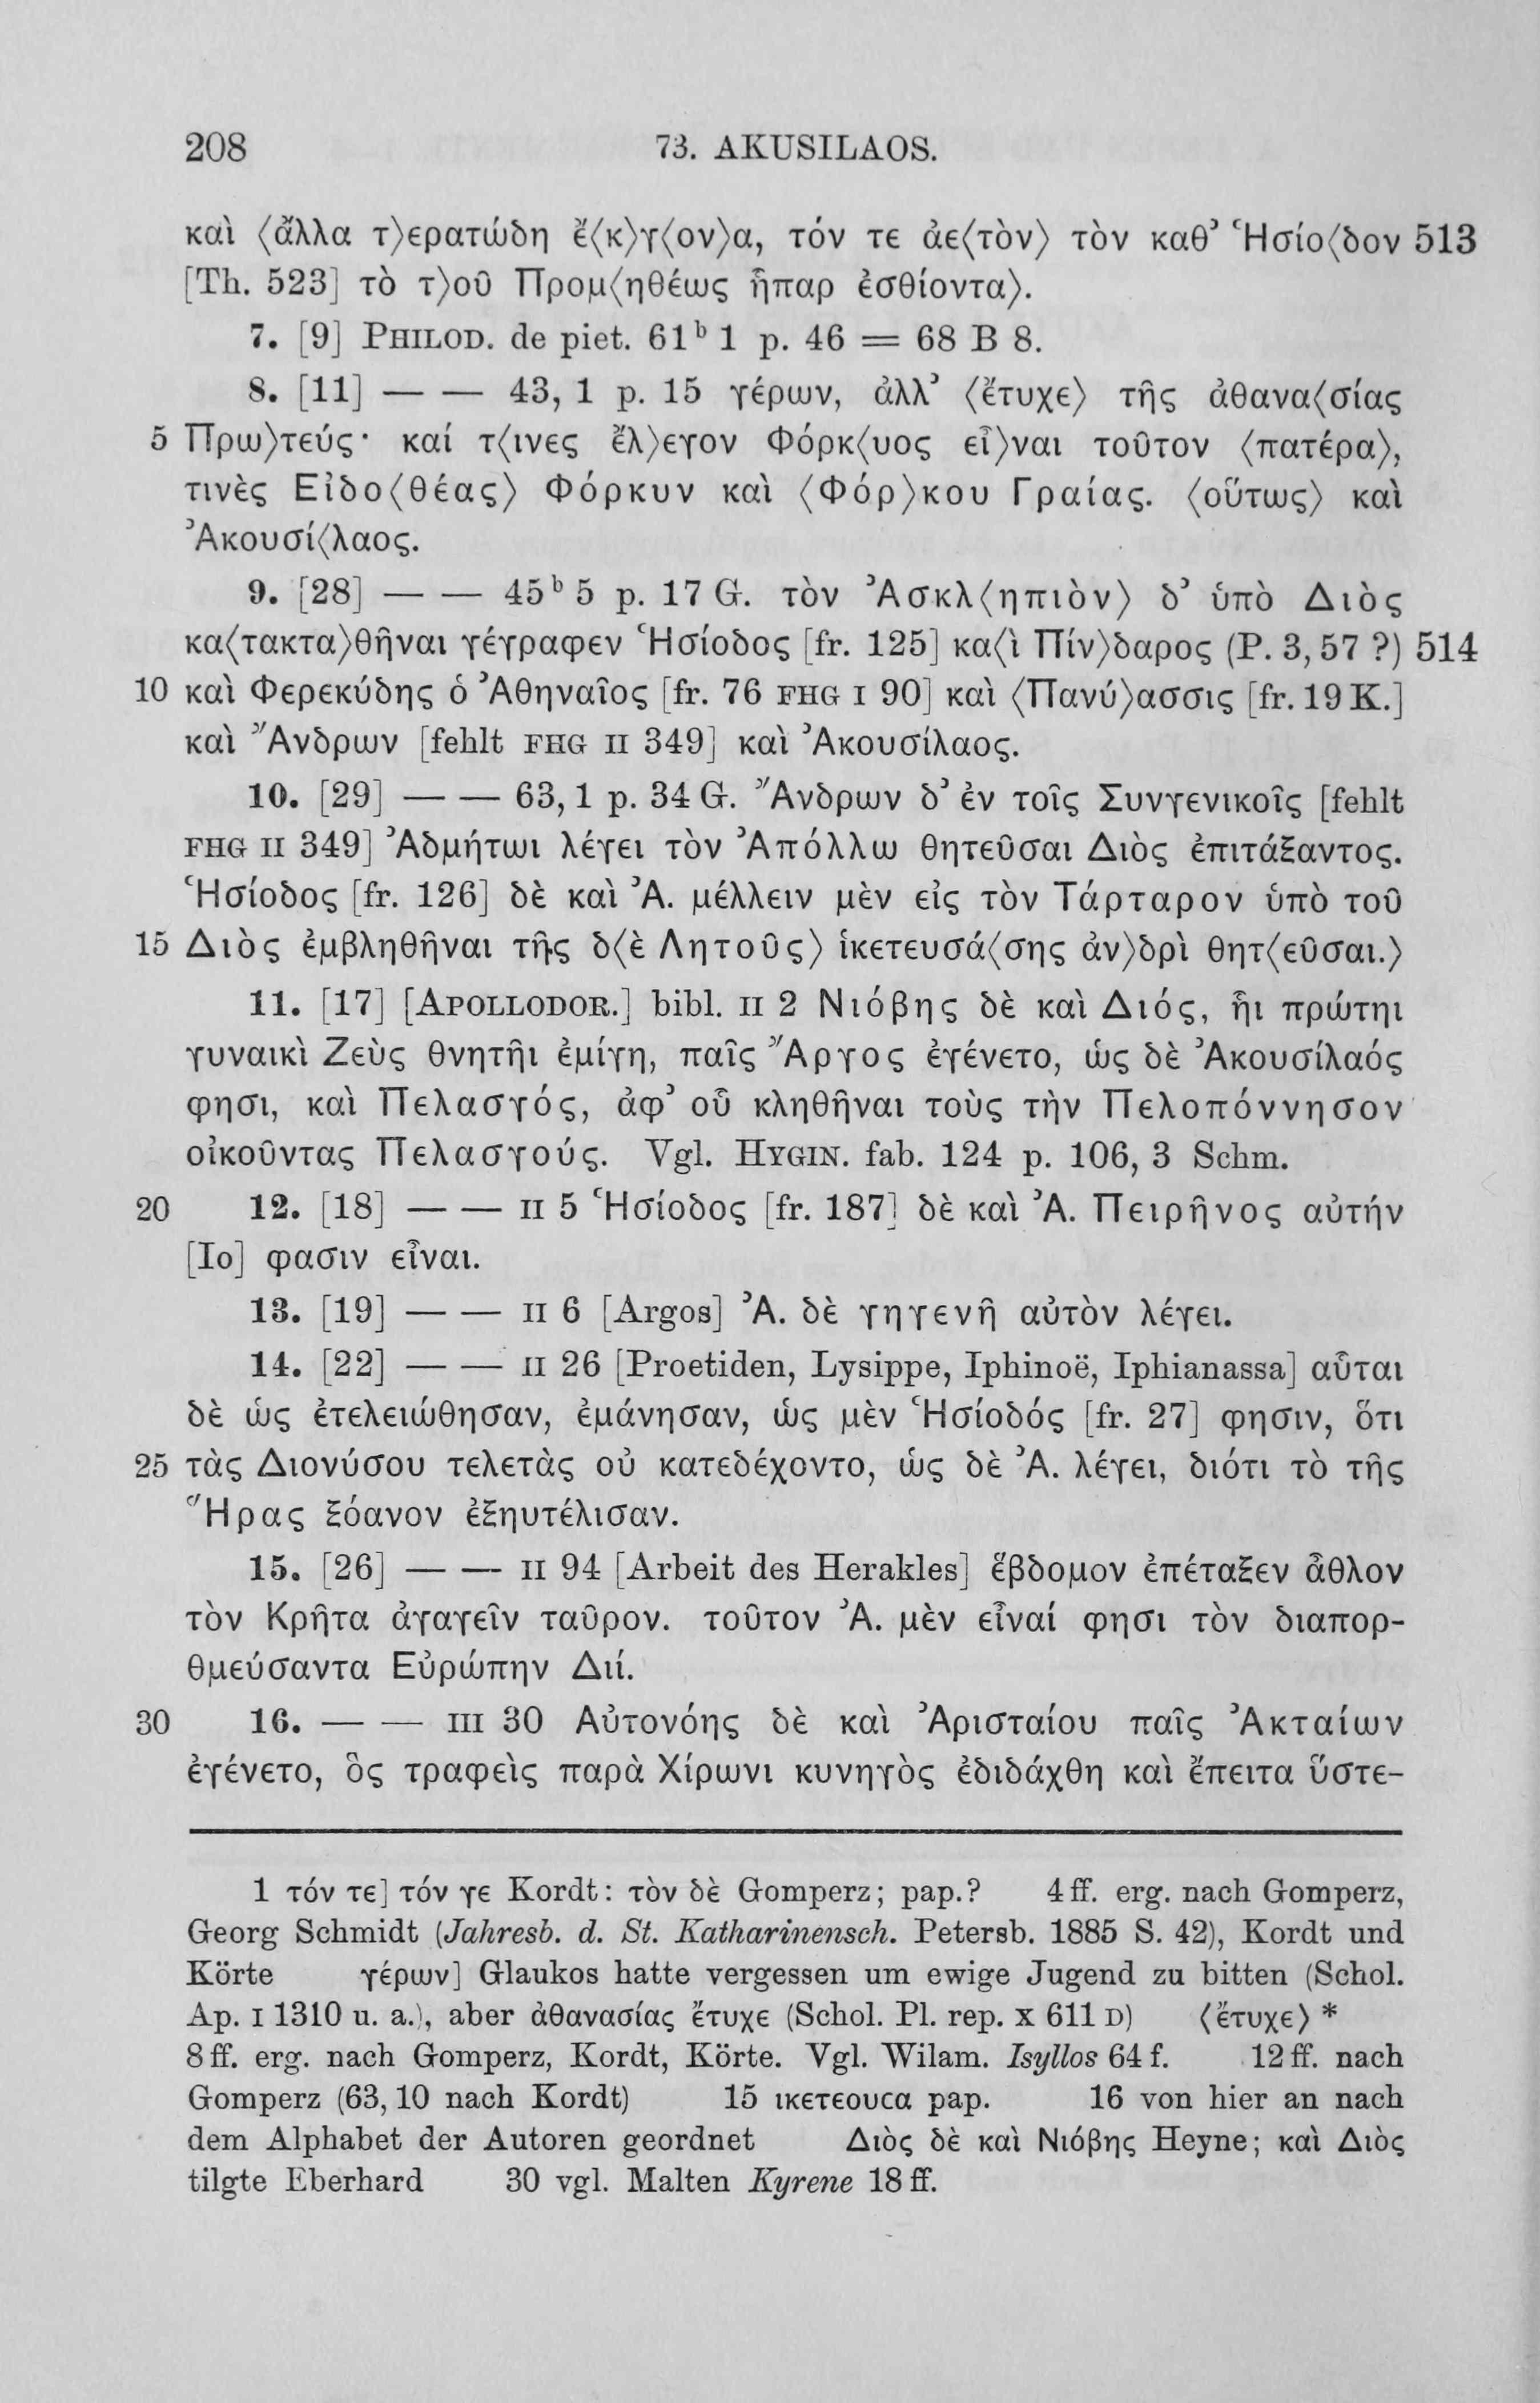 208 73. AKUSILAOS.
καὶ ⟨ἄλλα τ⟩ερατώδη ἔ⟨κ⟩γ⟨ον⟩α, τόν τε ἀε⟨τὸν⟩ τὸν καθ’ Ἡσίο⟨δον 513
[Th. 523] τὸ τ⟩οῦ Προμ⟨ηθέως ἧπαρ ἐσθίοντα⟩.
7. [9] PHILOD. de piet. 61ᵇ 1 p. 46 = 68 B 8.
8. [11] — — 43, 1 p. 15 γέρων, ἀλλ’ ⟨ἔτυχε⟩ τῆς ἀθανα⟨σίας
5 Πρω⟩τεύς· καί τ⟨ινες ἔλ⟩εγον Φόρκ⟨υος εἶ⟩ναι τοῦτον ⟨πατέρα⟩,
τινὲς Εἰδο⟨θέας⟩ Φόρκυν καὶ ⟨Φόρ⟩κου Γραίας. ⟨οὕτως⟩ καὶ
Ἀκουσί⟨λαος.
9. [28] — — 45ᵇ 5 p. 17 G. τὸν Ἀσκλ⟨ηπιὸν⟩ δ’ ὑπὸ Διὸς
κα⟨τακτα⟩θῆναι γέγραφεν Ἡσίοδος [fr. 125] κα⟨ὶ Πίν⟩δαρος (P. 3, 57 ?) 514
10 καὶ Φερεκύδης ὁ Ἀθηναῖος [fr. 76 FHG I 90] καὶ ⟨Πανύ⟩ασσις [fr. 19 K.]
καὶ Ἄνδρων [fehlt FHG II 349] καὶ Ἀκουσίλαος.
10. [29] — — 63, 1 p. 34 G. Ἄνδρων δ’ ἐν τοῖς Συνγενικοῖς [fehlt
FHG II 349] Ἀδμήτωι λέγει τὸν Ἀπόλλω θητεῦσαι Διὸς ἐπιτάξαντος.
Ἡσίοδος [fr. 126] δὲ καὶ Ἀ. μέλλειν μὲν εἰς τὸν Τάρταρον ὑπὸ τοῦ
15 Διὸς ἐμβληθῆναι τῆς δ⟨ὲ Λητοῦς⟩ ἱκετευσά⟨σης ἀν⟩δρὶ θητ⟨εῦσαι.⟩
11. [17] [APOLLODOR.] bibl. II 2 Νιόβης δὲ καὶ Διός, ἧι πρώτηι
γυναικὶ Ζεὺς θνητῆι ἐμίγη, παῖς Ἄργος ἐγένετο, ὡς δὲ Ἀκουσίλαός
φησι, καὶ Πελασγός, ἀφ’ οὗ κληθῆναι τοὺς τὴν Πελοπόννησον
οἰκοῦντας Πελασγούς. Vgl. HYGIN. fab. 124 p. 106, 3 Schm.
20 12. [18] — — II 5 Ἡσίοδος [fr. 187] δὲ καὶ Ἀ. Πειρῆνος αὐτήν
[Io] φασιν εἶναι.
13. [19] — — II 6 [Argos] Ἀ. δὲ γηγενῆ αὐτὸν λέγει.
14. [22] — — II 26 [Proetiden, Lysippe, Iphinoë, Iphianassa] αὗται
δὲ ὡς ἐτελειώθησαν, ἐμάνησαν, ὡς μὲν Ἡσίοδός [fr. 27] φησιν, ὅτι
25 τὰς Διονύσου τελετὰς οὐ κατεδέχοντο, ὡς δὲ Ἀ. λέγει, διότι τὸ τῆς
Ἥρας ξόανον ἐξηυτέλισαν.
15. [26] — — II 94 [Arbeit des Herakles] ἕβδομον ἐπέταξεν ἆθλον
τὸν Κρῆτα ἀγαγεῖν ταῦρον. τοῦτον Ἀ. μὲν εἶναί φησι τὸν διαπορ-
θμεύσαντα Εὐρώπην Διί.
30 16. — — III 30 Αὐτονόης δὲ καὶ Ἀρισταίου παῖς Ἀκταίων
ἐγένετο, ὃς τραφεὶς παρὰ Χίρωνι κυνηγὸς ἐδιδάχθη καὶ ἔπειτα ὕστε-
1 τόν τε] τόν γε Kordt: τὸν δὲ Gomperz; pap.? 4 ff. erg. nach Gomperz,
Georg Schmidt (Jahresb. d. St. Katharinensch. Petersb. 1885 S. 42), Kordt und
Körte γέρων] Glaukos hatte vergessen um ewige Jugend zu bitten (Schol.
Ap. I 1310 u. a.), aber ἀθανασίας ἔτυχε (Schol. Pl. rep. X 611 D) ⟨ἔτυχε⟩ *
8 ff. erg. nach Gomperz, Kordt, Körte. Vgl. Wilam. Isyllos 64 f. 12 ff. nach
Gomperz (63, 10 nach Kordt) 15 ικετεουcα pap. 16 von hier an nach
dem Alphabet der Autoren geordnet Διὸς δὲ καὶ Νιόβης Heyne; καὶ Διὸς
tilgte Eberhard 30 vgl. Malten Kyrene 18 ff.